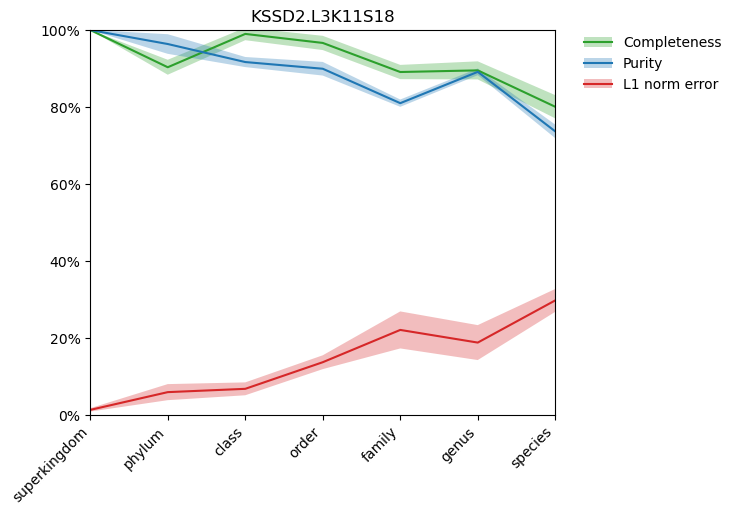 KSSD2.L3K11S18
100%
80%
60%
40%
20%
0%
superkingdom
phylum
class
order
family
genus
species
Completeness
Purity
L1 norm error